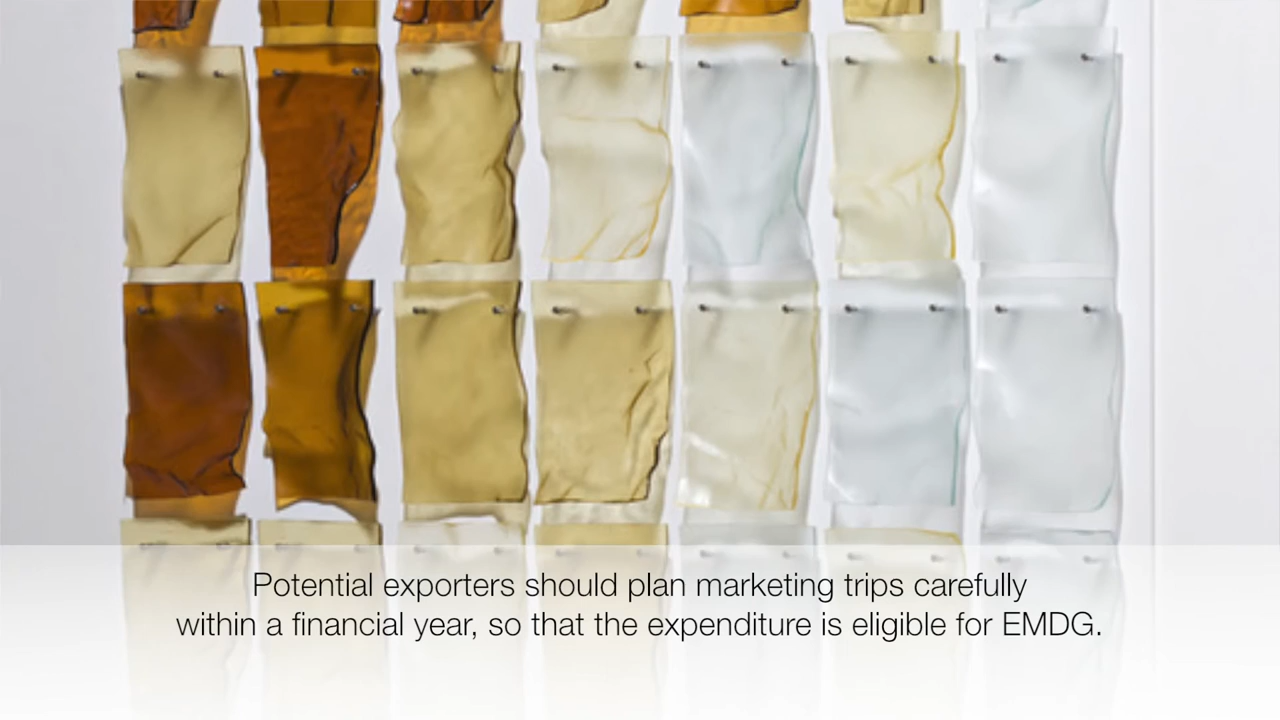 Potential exporters should plan marketing trips carefully
within a financial year, so that the expenditure is eligible for EMDG.